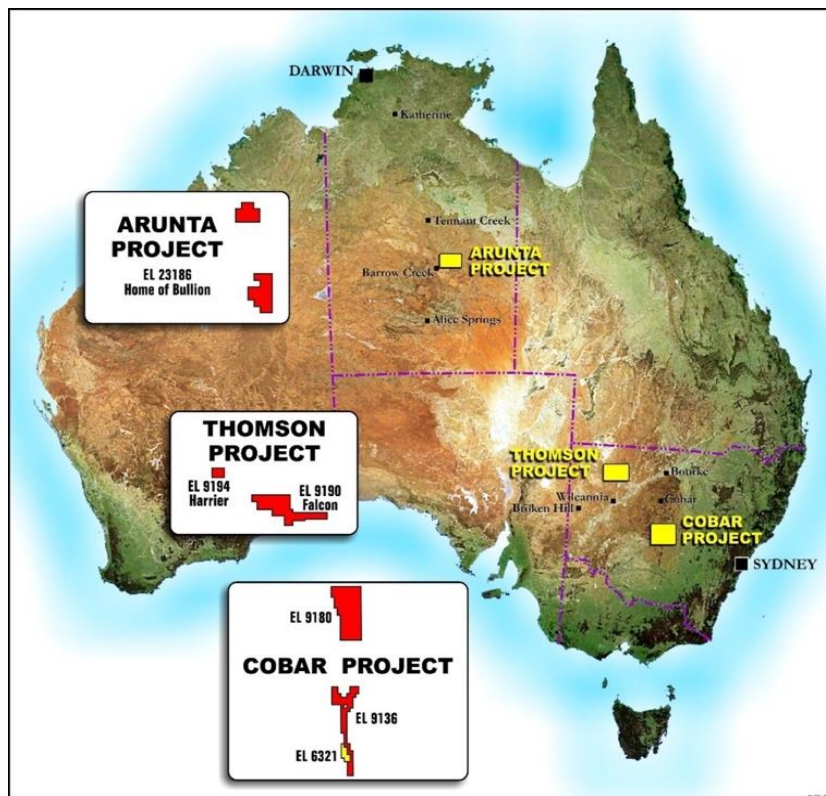 DARWIN
Katherine
ARUNTA
PROJECT
EL 23186
Home of Bullion
Tennant Creek
ARUNTA
PROJECT
Barrow Creek
Alice Springs
THOMSON
PROJECT
EL 9194
Harrier
EL 9190
Falcon
THOMSON
PROJECT
Bourke
Wilcannia
Cobar
Broken Hill
COBAR
PROJECT
SYDNEY
EL 9180
COBAR PROJECT
EL 9136
EL 6321